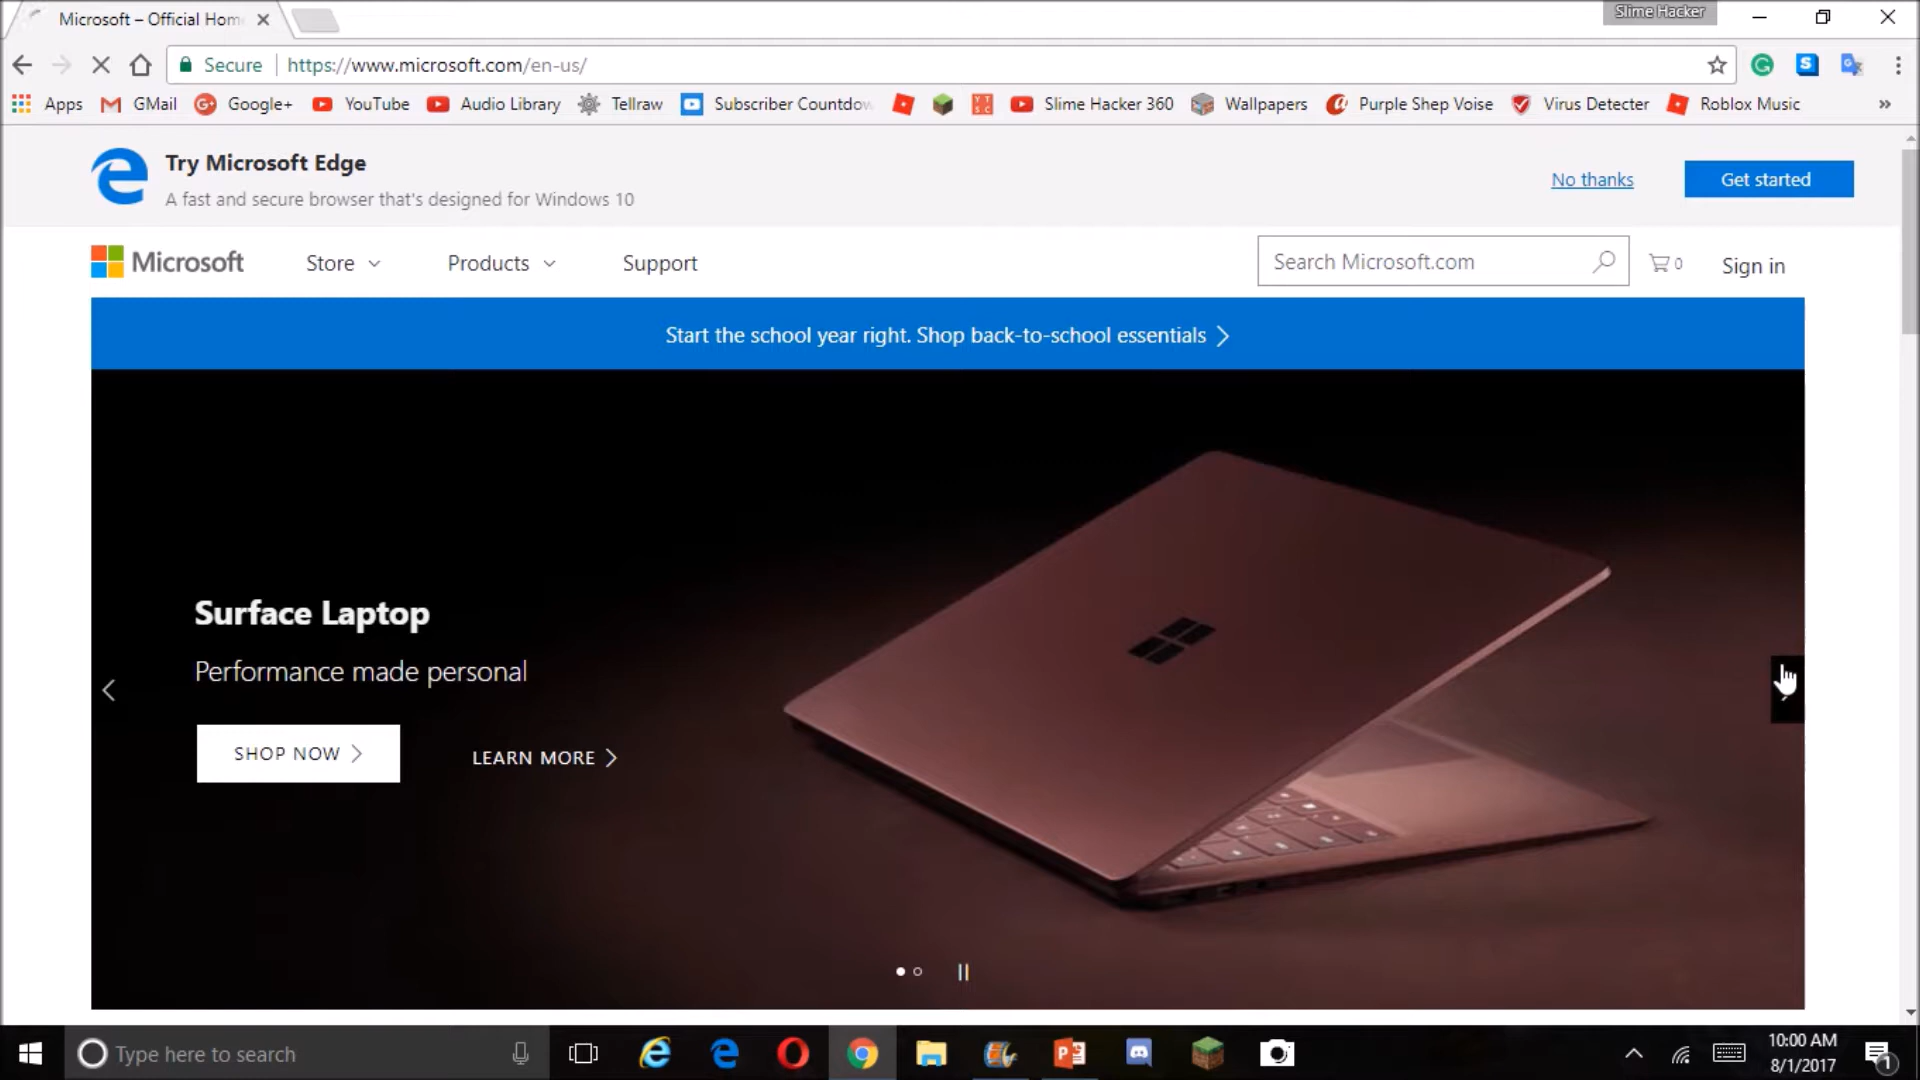 Microsoft – Official Hom
Slime Hacker
Secure
https://www.microsoft.com/en-us/
Apps
GMail
Google+
YouTube
Audio Library
Tellraw
Subscriber Countdow
Slime Hacker 360
Wallpapers
Purple Shep Voise
Virus Detecter
Roblox Music
»
Try Microsoft Edge
A fast and secure browser that's designed for Windows 10
No thanks
Get started
Microsoft
Store
Products
Support
Search Microsoft.com
0
Sign in
Start the school year right. Shop back-to-school essentials
Surface Laptop
Performance made personal
SHOP NOW
LEARN MORE
Type here to search
10:00 AM
8/1/2017
1